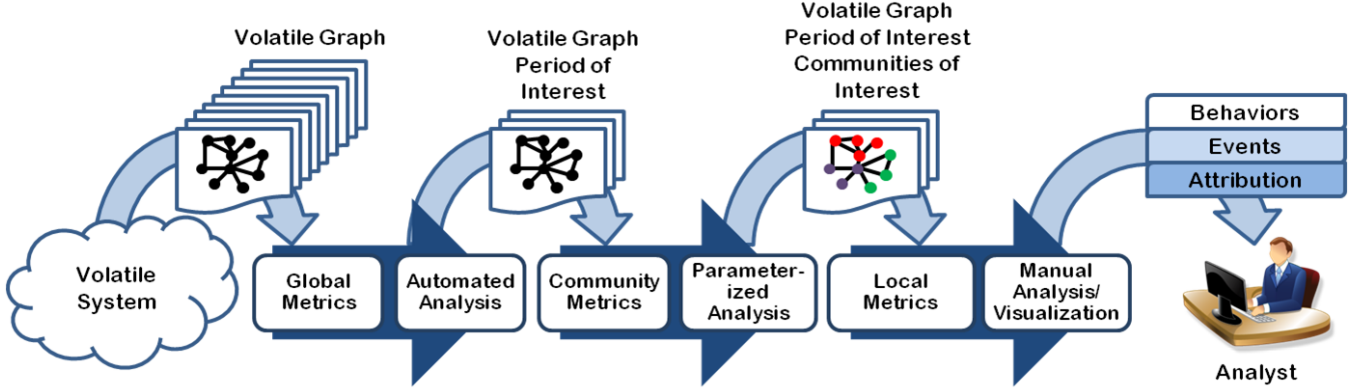 Volatile Graph
Volatile Graph
Period of
Interest
Volatile Graph
Period of Interest
Communities of
Interest
Behaviors
Events
Attribution
Volatile
System
Global
Metrics
Automated
Analysis
Community
Metrics
Parameter-
ized
Analysis
Local
Metrics
Manual
Analysis/
Visualization
Analyst